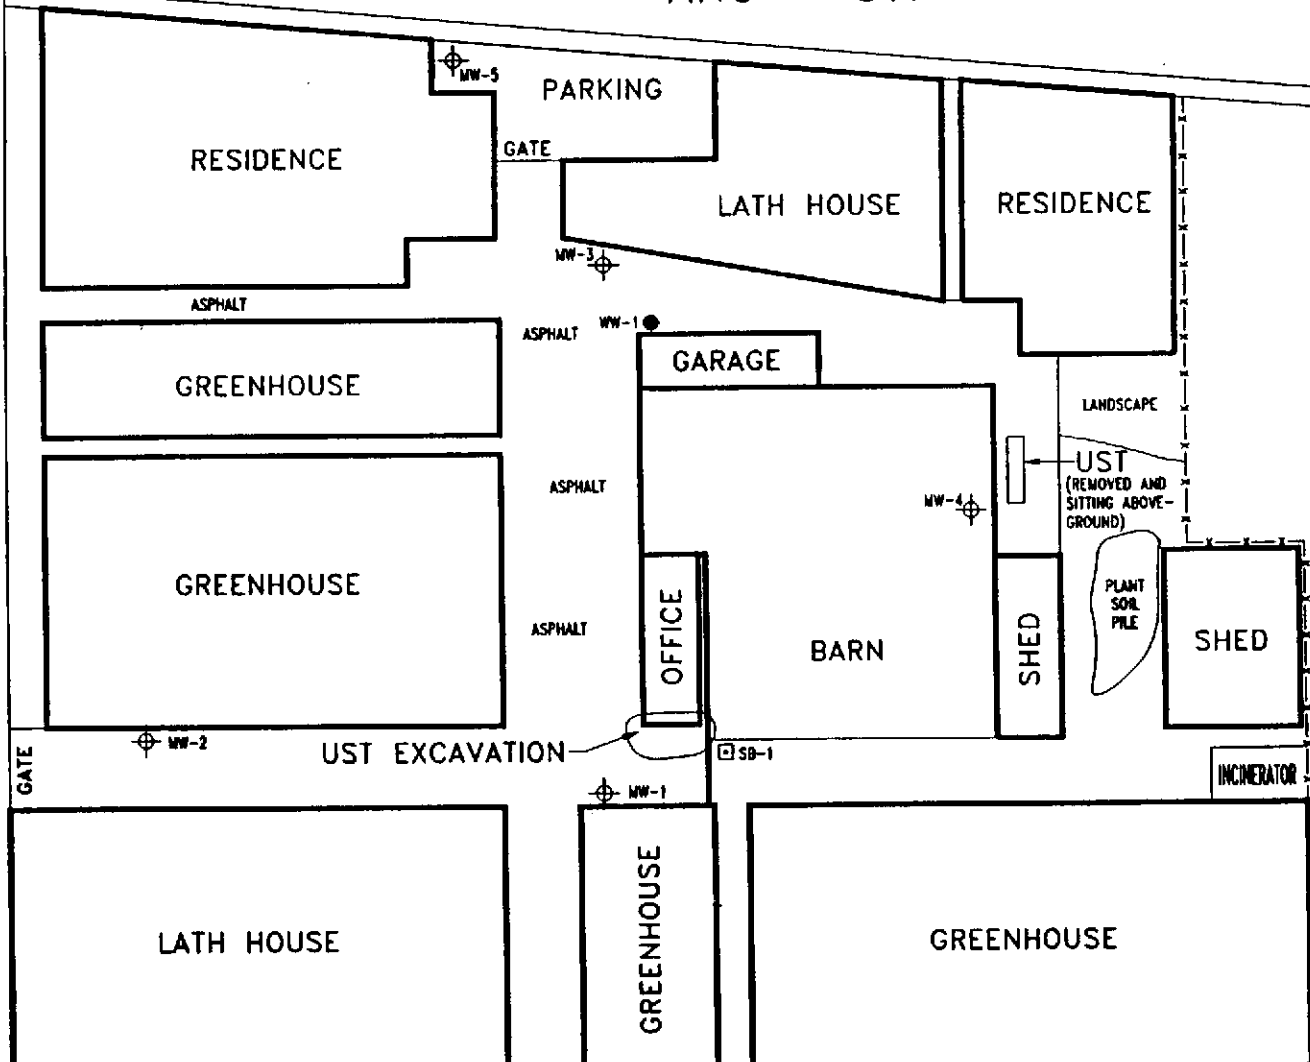 MW-5
PARKING
RESIDENCE
GATE
LATH HOUSE
RESIDENCE
MW-3
ASPHALT
WW-1
ASPHALT
GARAGE
GREENHOUSE
LANDSCAPE
UST
(REMOVED AND
SITTING ABOVE-
GROUND)
ASPHALT
MW-4
GREENHOUSE
PLANT
SOIL
PILE
ASPHALT
OFFICE
BARN
SHED
SHED
MW-2
UST EXCAVATION
SB-1
GATE
INCINERATOR
MW-1
LATH HOUSE
GREENHOUSE
GREENHOUSE